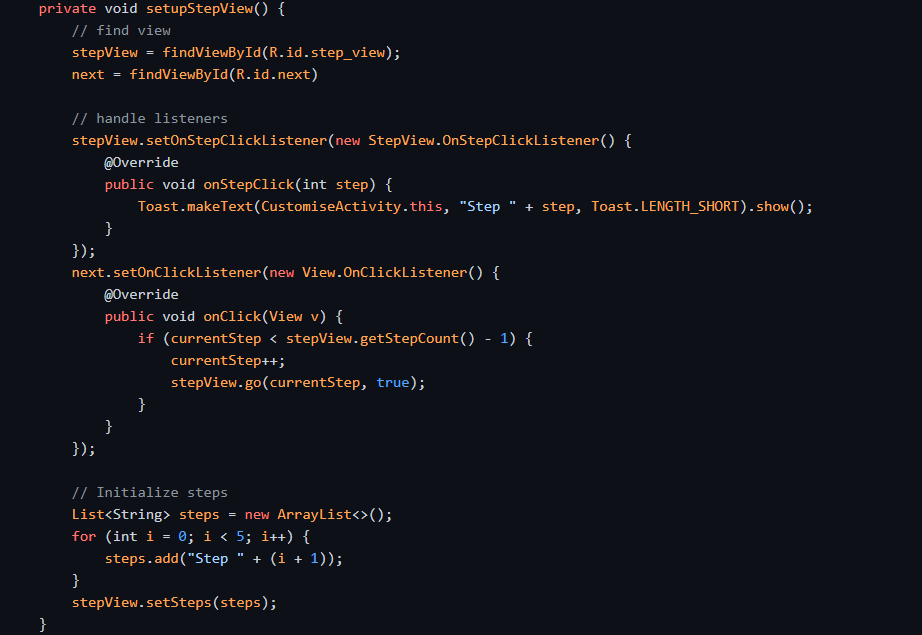 private void setupStepView() {
    // find view
    stepView = findViewById(R.id.step_view);
    next = findViewById(R.id.next)

    // handle listeners
    stepView.setOnStepClickListener(new StepView.OnStepClickListener() {
        @Override
        public void onStepClick(int step) {
            Toast.makeText(CustomiseActivity.this, "Step " + step, Toast.LENGTH_SHORT).show();
        }
    });
    next.setOnClickListener(new View.OnClickListener() {
        @Override
        public void onClick(View v) {
            if (currentStep < stepView.getStepCount() - 1) {
                currentStep++;
                stepView.go(currentStep, true);
            }
        }
    });

    // Initialize steps
    List<String> steps = new ArrayList<>();
    for (int i = 0; i < 5; i++) {
        steps.add("Step " + (i + 1));
    }
    stepView.setSteps(steps);
}